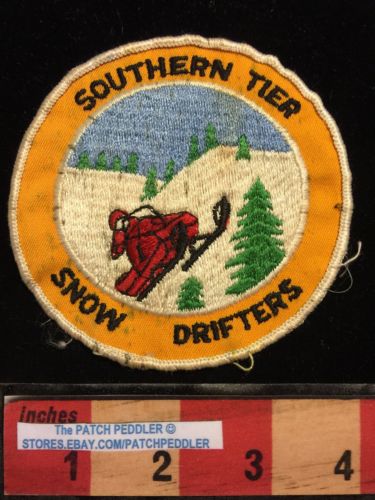 SOUTHERN TIER
SNOW DRIFTERS
inches
The PATCH PEDDLER ☺
STORES.EBAY.COM/PATCHPEDDLER
1 2 3 4